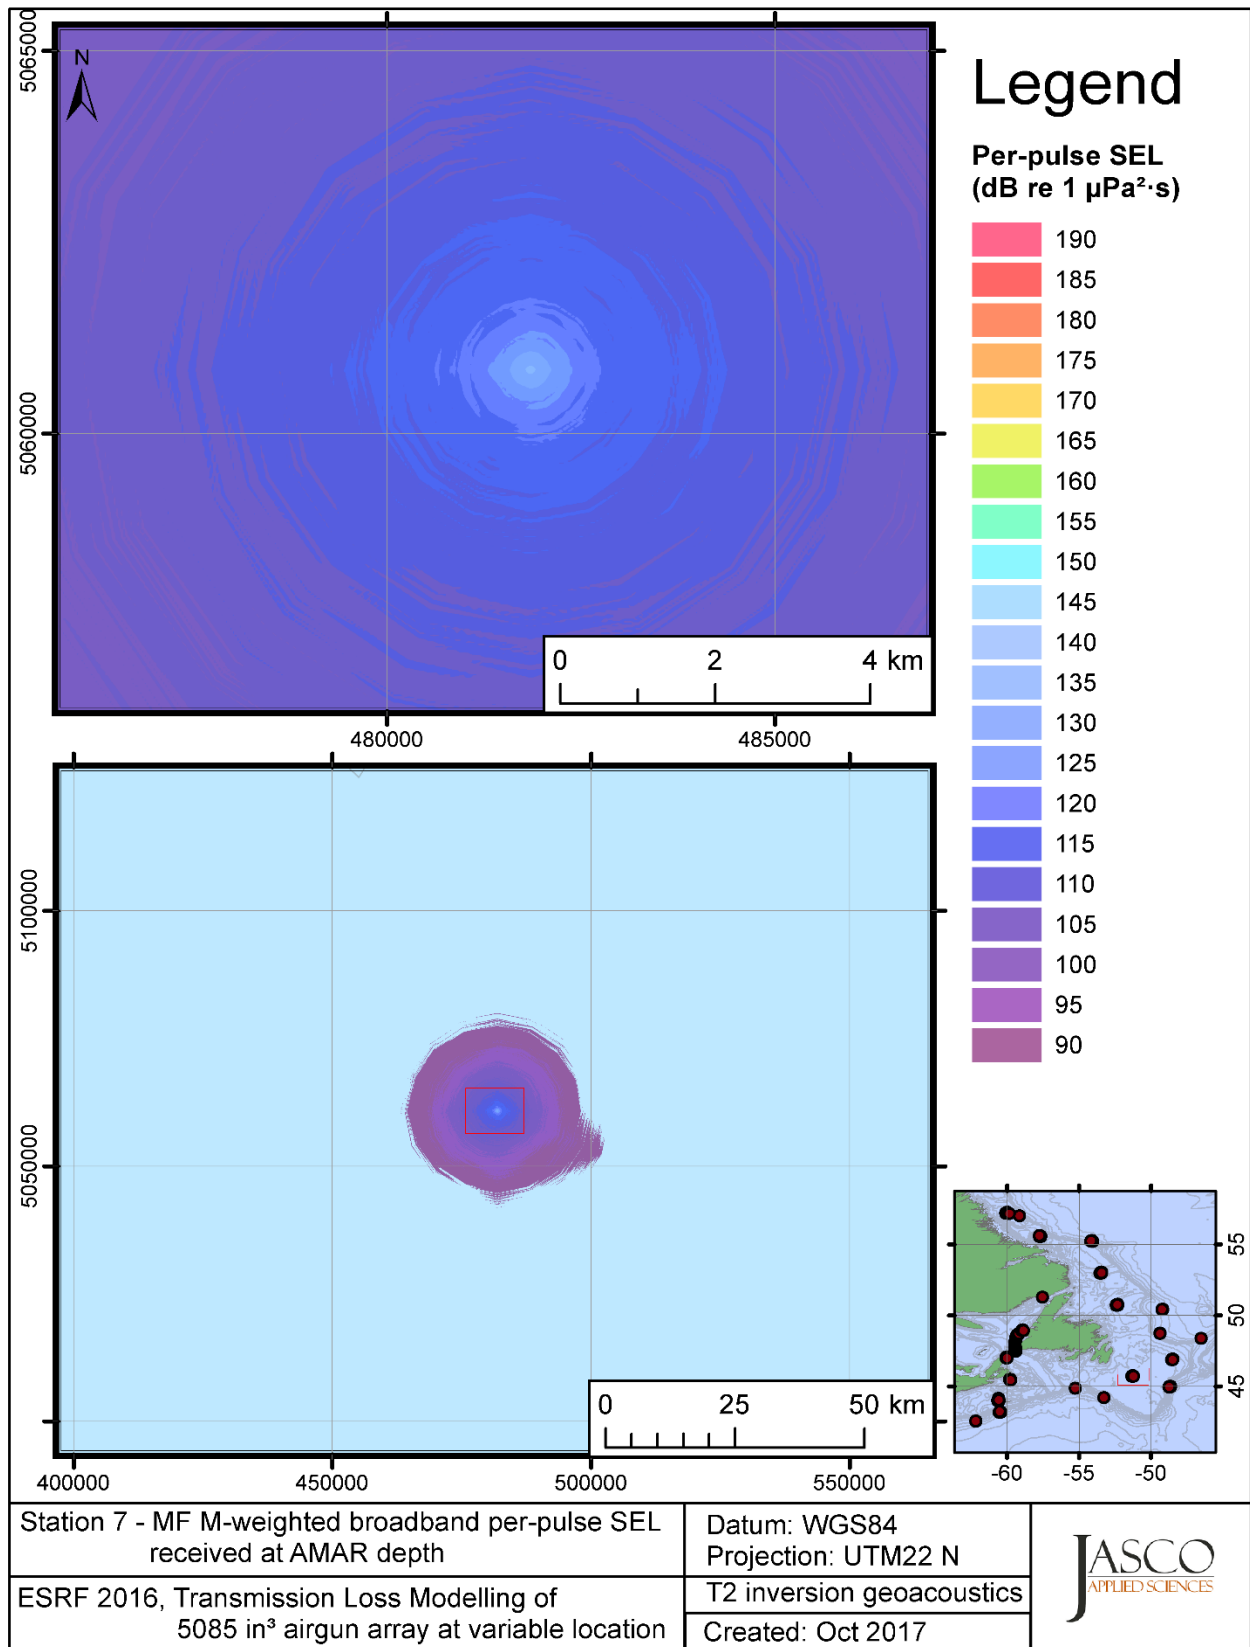 N
5065000
5060000
0 2 4 km
480000 485000
5100000
5050000
0 25 50 km
400000 450000 500000 550000
Legend
Per-pulse SEL
(dB re 1 µPa²·s)
190
185
180
175
170
165
160
155
150
145
140
135
130
125
120
115
110
105
100
95
90
55
50
45
-60 -55 -50
Station 7 - MF M-weighted broadband per-pulse SEL
received at AMAR depth
ESRF 2016, Transmission Loss Modelling of
5085 in³ airgun array at variable location
Datum: WGS84
Projection: UTM22 N
T2 inversion geoacoustics
Created: Oct 2017
JASCO
APPLIED SCIENCES